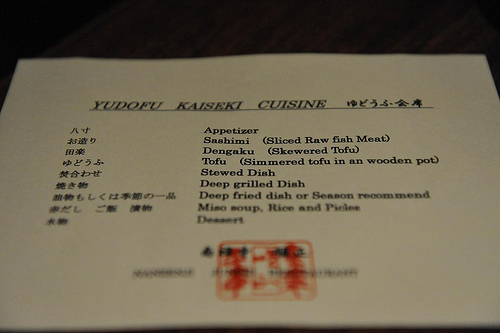 YUDOFU KAISEKI CUISINE ゆどうふ会席
八寸 Appetizer
お造り Sashimi (Sliced Raw fish Meat)
田楽 Dengaku (Skewered Tofu)
ゆどうふ Tofu (Simmered tofu in an wooden pot)
焚合わせ Stewed Dish
焼き物 Deep grilled Dish
油物もしくは季節の一品 Deep fried dish or Season recommend
赤だし ご飯 漬物 Miso soup, Rice and Picles
水物 Dessert